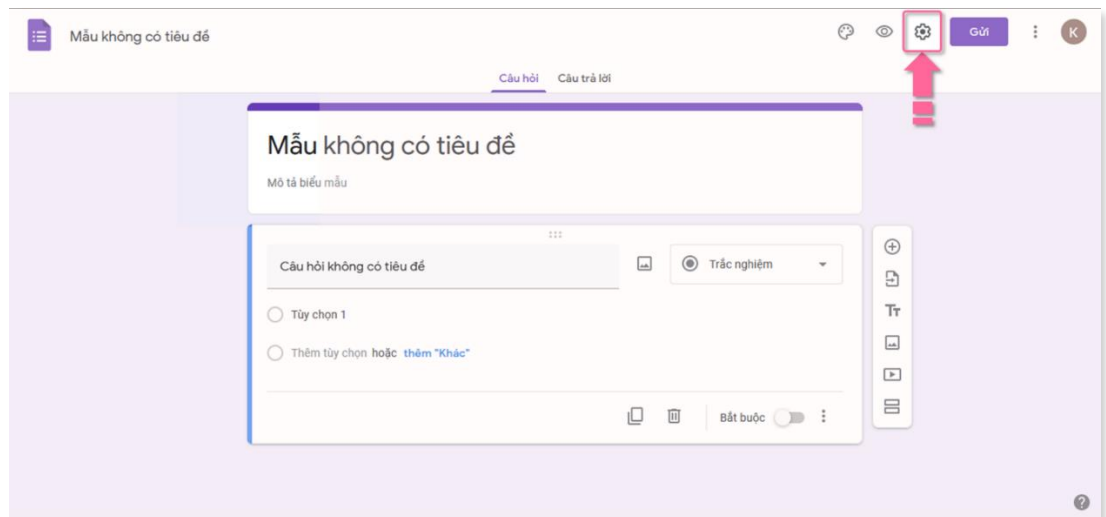 Mẫu không có tiêu đề
Gửi
K
Câu hỏi Câu trả lời
Mẫu không có tiêu đề
Mô tả biểu mẫu
Câu hỏi không có tiêu đề
Trắc nghiệm
Tùy chọn 1
Thêm tùy chọn hoặc thêm "Khác"
Bắt buộc